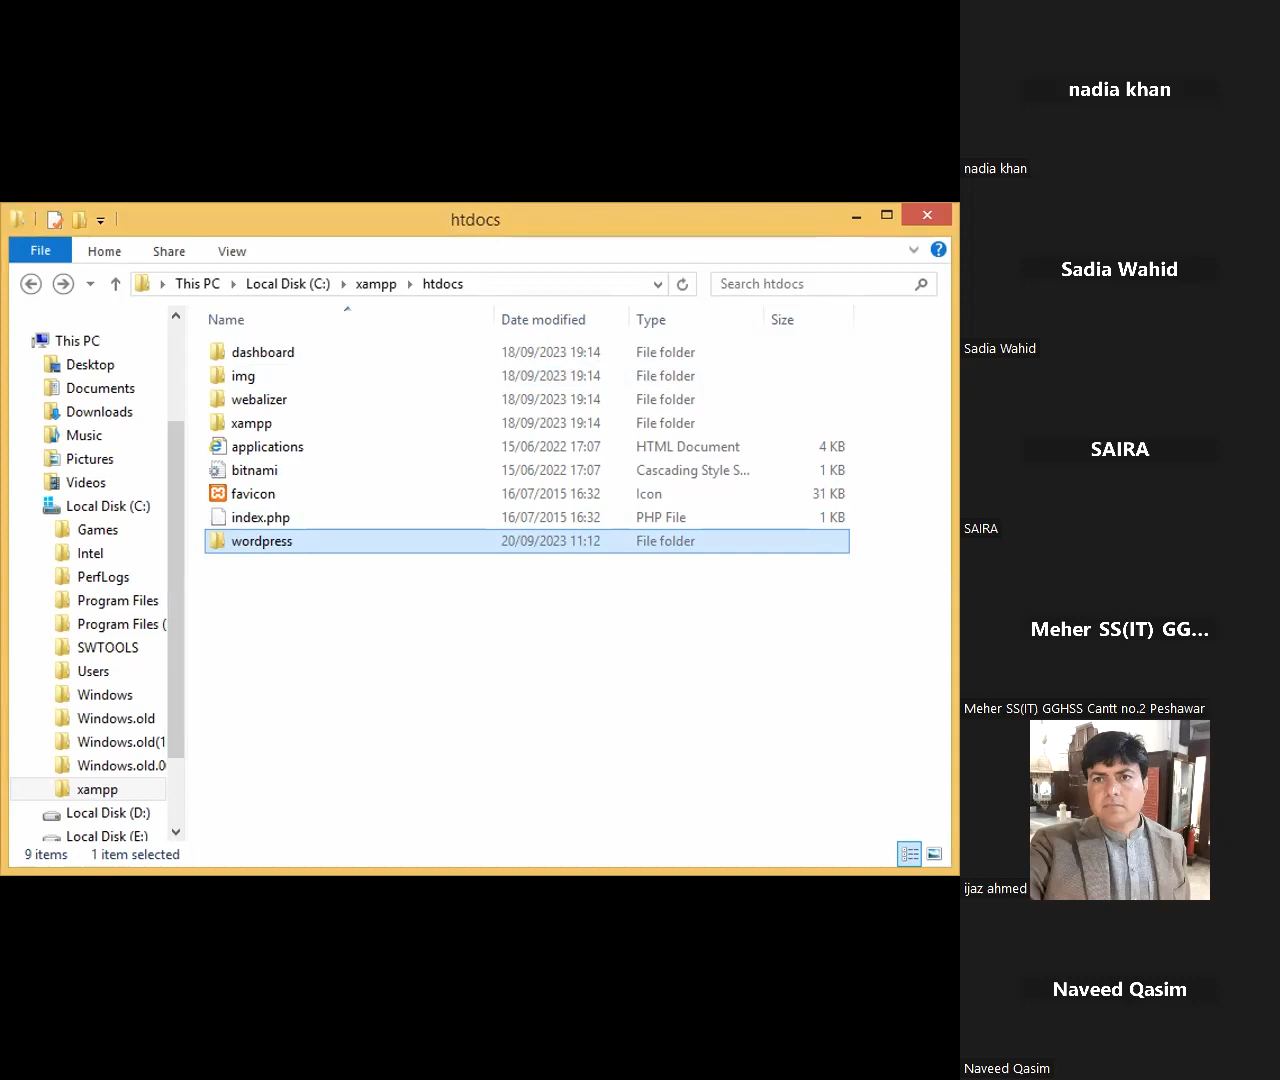 htdocs
File Home Share View
This PC Local Disk (C:) xampp htdocs Search htdocs
Name Date modified Type Size
This PC
Desktop
Documents
Downloads
Music
Pictures
Videos
Local Disk (C:)
Games
Intel
PerfLogs
Program Files
Program Files (
SWTOOLS
Users
Windows
Windows.old
Windows.old(1
Windows.old.0
xampp
Local Disk (D:)
Local Disk (E:)
dashboard 18/09/2023 19:14 File folder
img 18/09/2023 19:14 File folder
webalizer 18/09/2023 19:14 File folder
xampp 18/09/2023 19:14 File folder
applications 15/06/2022 17:07 HTML Document 4 KB
bitnami 15/06/2022 17:07 Cascading Style S... 1 KB
favicon 16/07/2015 16:32 Icon 31 KB
index.php 16/07/2015 16:32 PHP File 1 KB
wordpress 20/09/2023 11:12 File folder
9 items 1 item selected
nadia khan
nadia khan
Sadia Wahid
Sadia Wahid
SAIRA
SAIRA
Meher SS(IT) GG...
Meher SS(IT) GGHSS Cantt no.2 Peshawar
ijaz ahmed
Naveed Qasim
Naveed Qasim